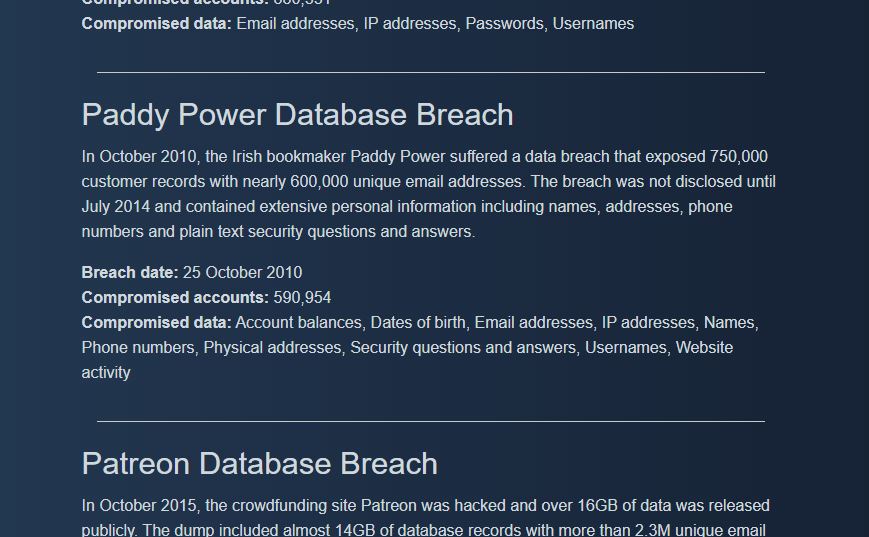 Compromised accounts: 
Compromised data: Email addresses, IP addresses, Passwords, Usernames
Paddy Power Database Breach
In October 2010, the Irish bookmaker Paddy Power suffered a data breach that exposed 750,000
customer records with nearly 600,000 unique email addresses. The breach was not disclosed until
July 2014 and contained extensive personal information including names, addresses, phone
numbers and plain text security questions and answers.
Breach date: 25 October 2010
Compromised accounts: 590,954
Compromised data: Account balances, Dates of birth, Email addresses, IP addresses, Names,
Phone numbers, Physical addresses, Security questions and answers, Usernames, Website
activity
Patreon Database Breach
In October 2015, the crowdfunding site Patreon was hacked and over 16GB of data was released
publicly. The dump included almost 14GB of database records with more than 2.3M unique email